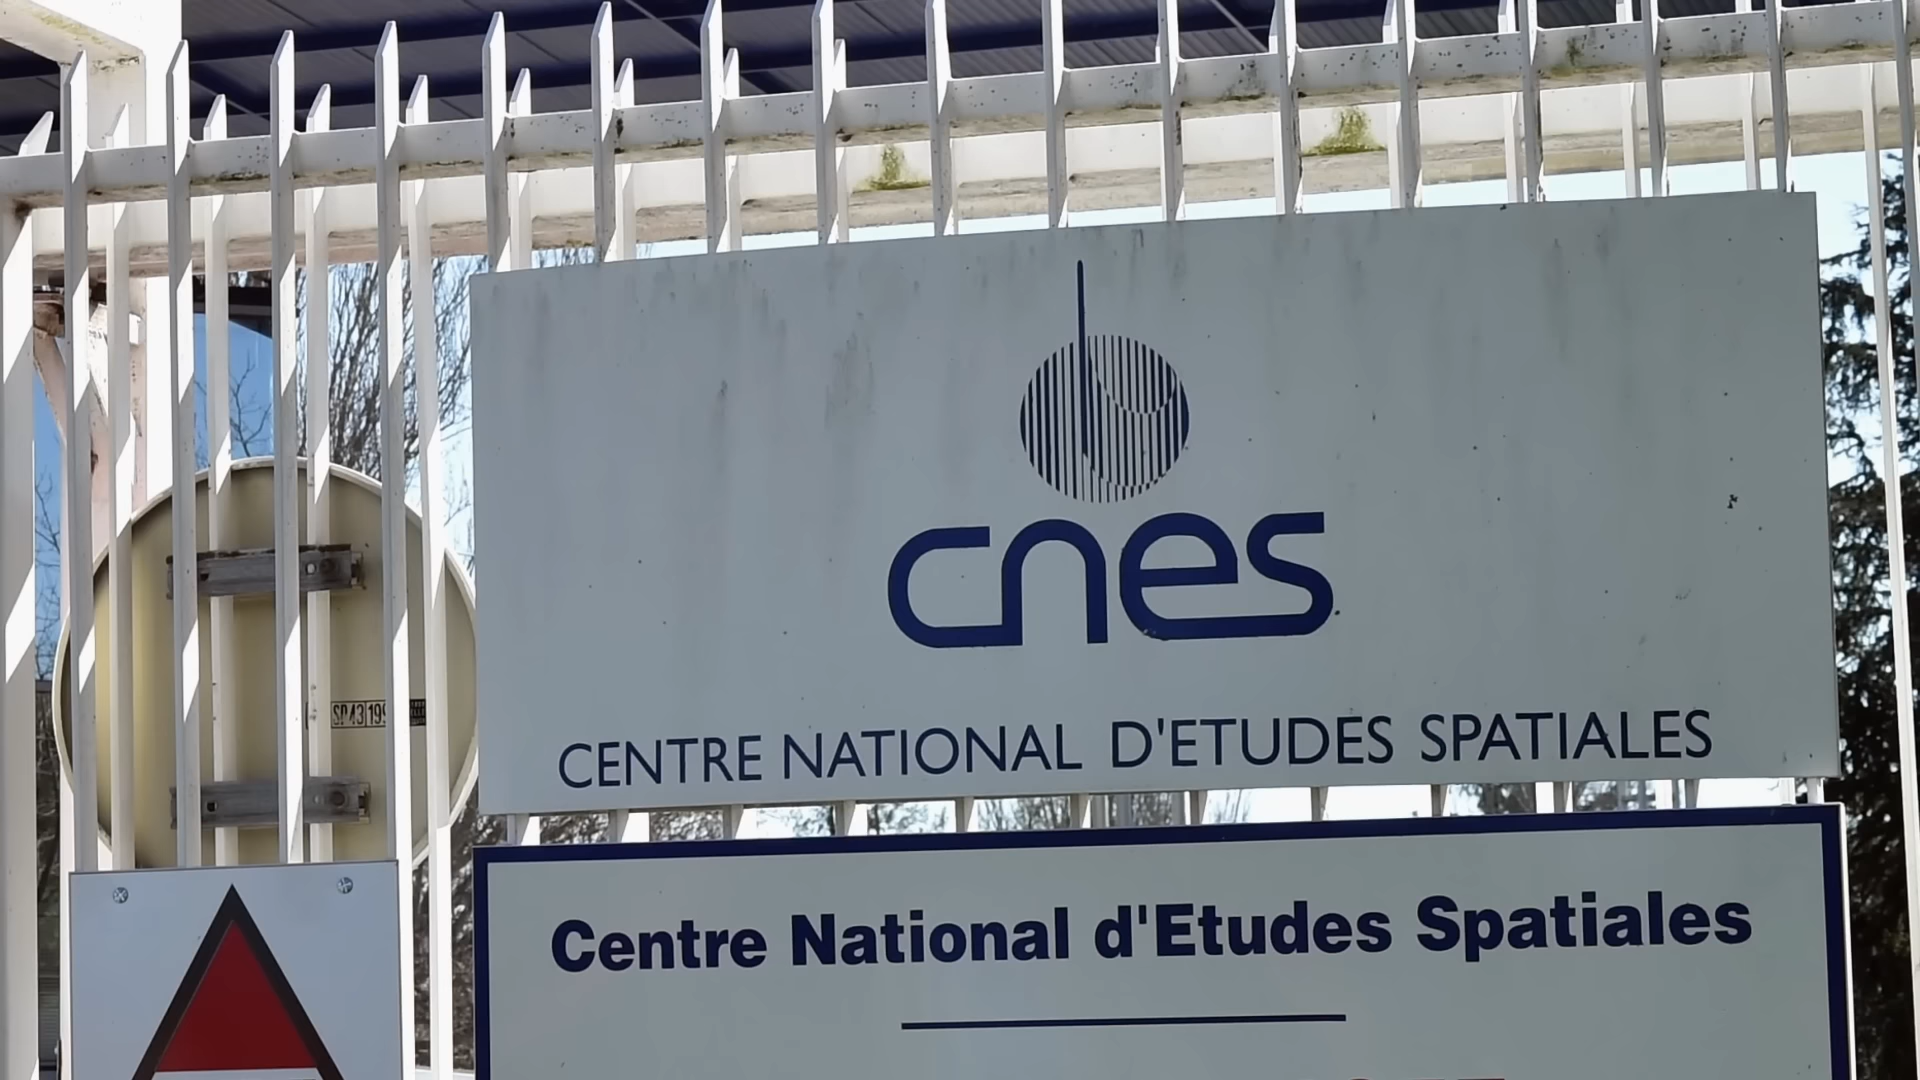 cnes
CENTRE NATIONAL D'ETUDES SPATIALES
Centre National d'Etudes Spatiales